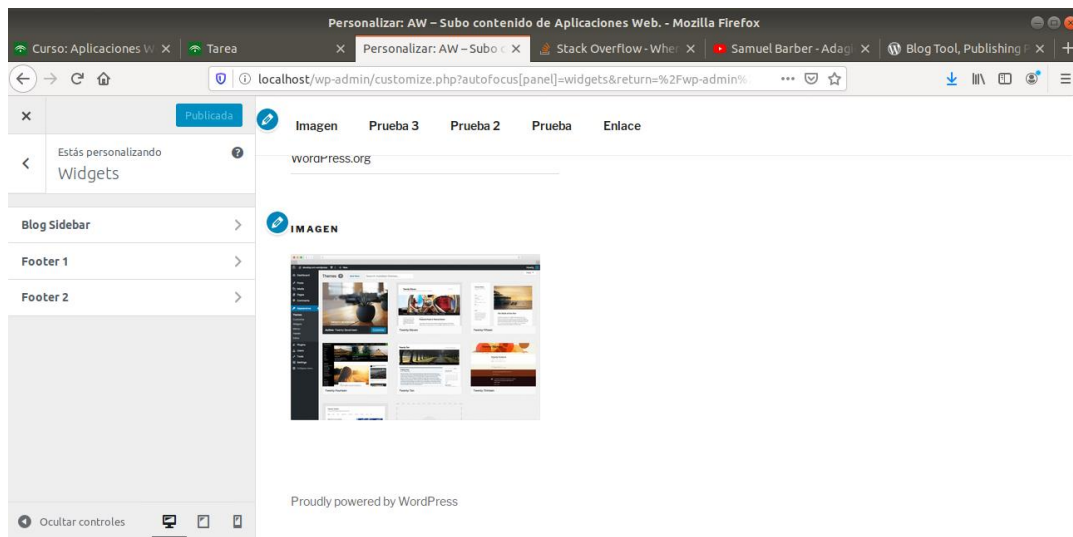 Personalizar: AW – Subo contenido de Aplicaciones Web. - Mozilla Firefox
Curso: Aplicaciones W
Tarea
Personalizar: AW – Subo c
Stack Overflow - Wher
Samuel Barber - Adagi
Blog Tool, Publishing P
localhost/wp-admin/customize.php?autofocus[panel]=widgets&return=%2Fwp-admin%
Publicada
Imagen Prueba 3 Prueba 2 Prueba Enlace
Estás personalizando
Widgets
WordPress.org
Blog Sidebar
Footer 1
Footer 2
IMAGEN
Themes
Proudly powered by WordPress
Ocultar controles